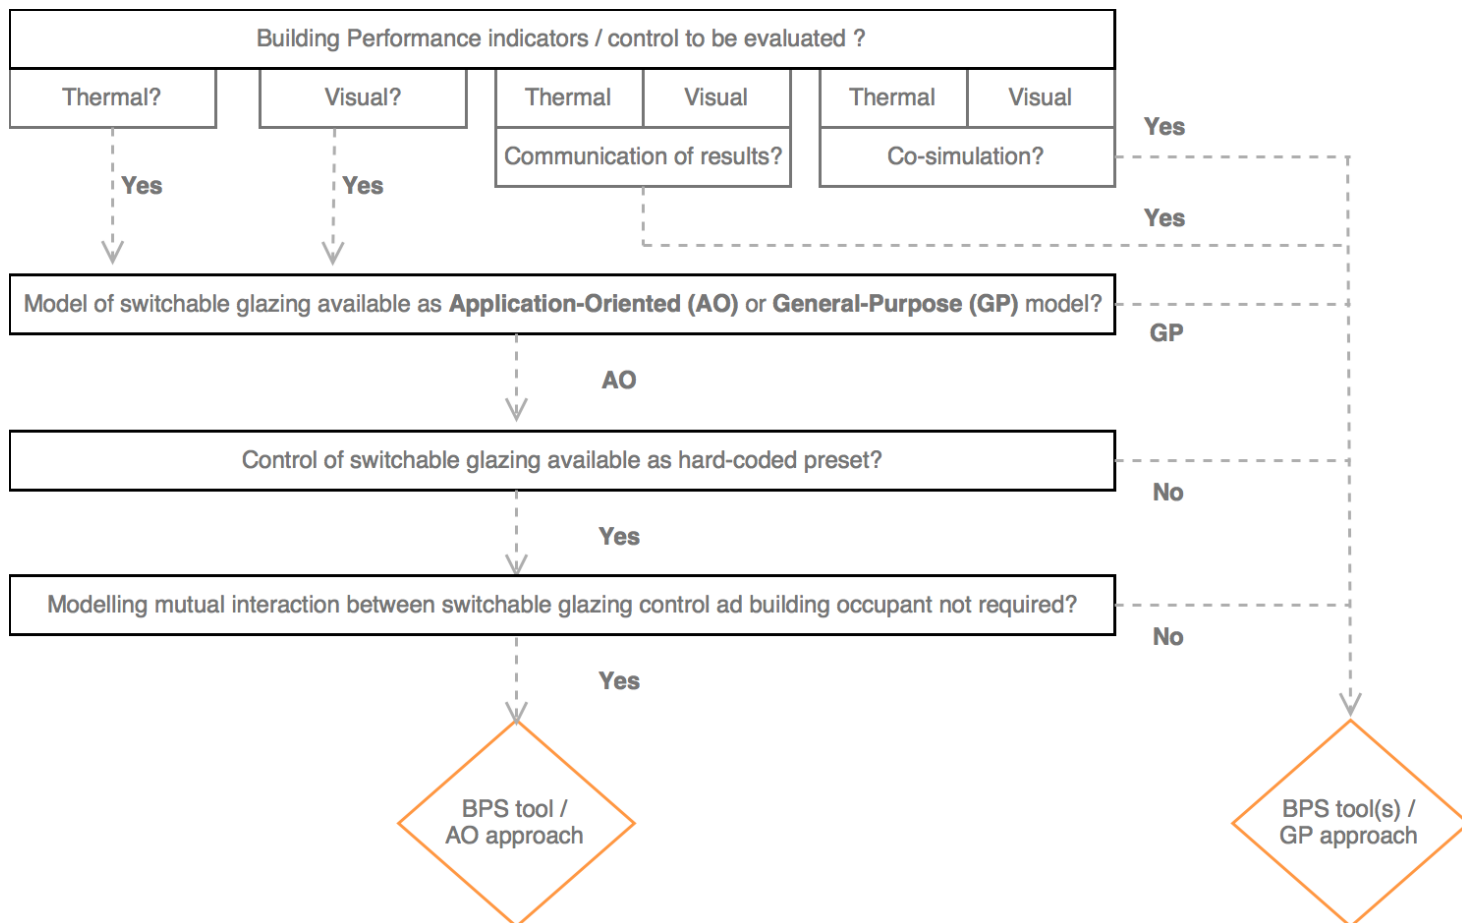 Building Performance indicators / control to be evaluated ?
Thermal?
Visual?
Thermal
Visual
Thermal
Visual
Yes
Communication of results?
Co-simulation?
Yes
Yes
Yes
Model of switchable glazing available as Application-Oriented (AO) or General-Purpose (GP) model?
GP
AO
Control of switchable glazing available as hard-coded preset?
No
Yes
Modelling mutual interaction between switchable glazing control ad building occupant not required?
No
Yes
BPS tool /
AO approach
BPS tool(s) /
GP approach